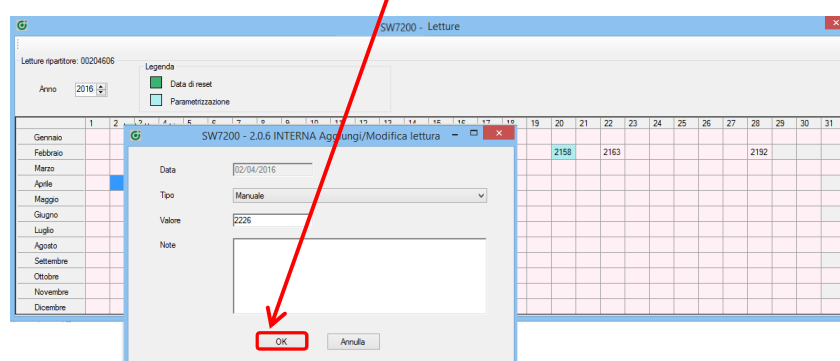 SW7200 - Letture
Letture ripartitore: 00204606
Legenda
Anno 2016
Data di reset
Parametrizzazione
1 2 3 4 5 6 7 8 9 10 11 12 13 14 15 16 17 18 19 20 21 22 23 24 25 26 27 28 29 30 31
SW7200 - 2.0.6 INTERNA Aggiungi/Modifica lettura
Gennaio
Febbraio 2158 2163 2192
Marzo
Aprile
Maggio
Giugno
Luglio
Agosto
Settembre
Ottobre
Novembre
Dicembre
Data 02/04/2016
Tipo Manuale
Valore 2226
Note
OK Annulla